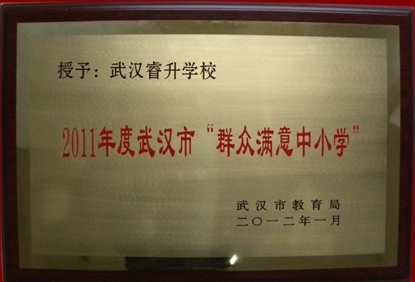 授予：武汉睿升学校
2011年度武汉市“群众满意中小学”
武汉市教育局
二〇一二年一月